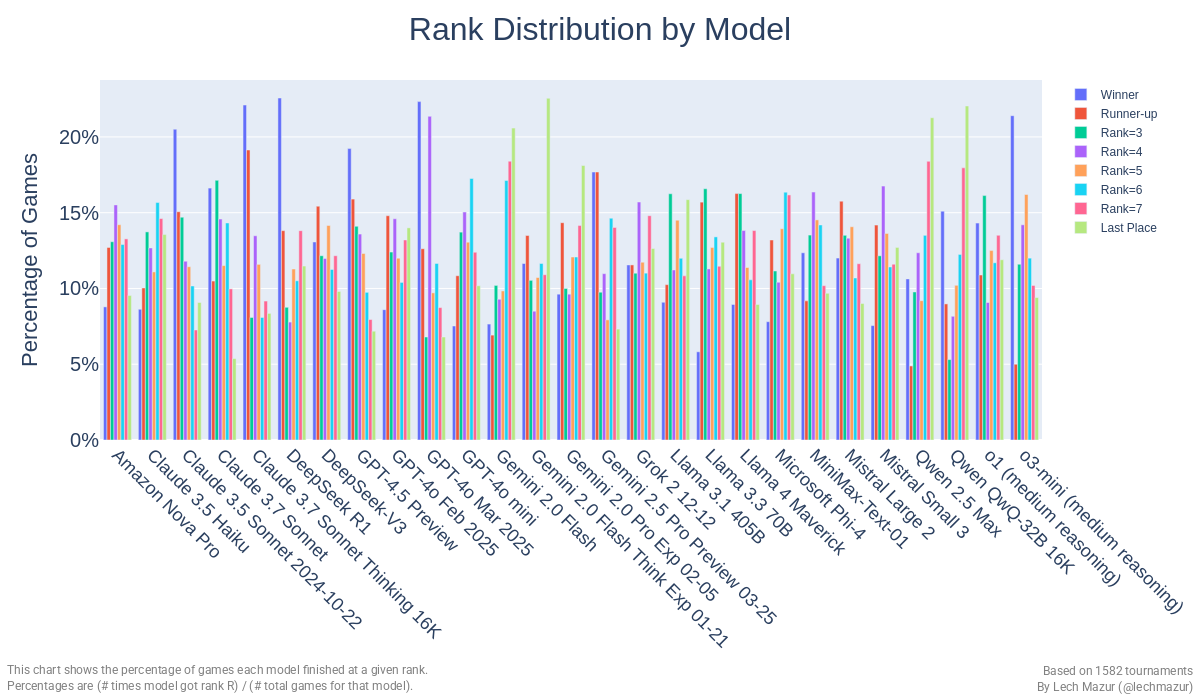 Rank Distribution by Model
Percentage of Games
20%
15%
10%
5%
0%
Winner
Runner-up
Rank=3
Rank=4
Rank=5
Rank=6
Rank=7
Last Place
Amazon Nova Pro
Claude 3.5 Haiku
Claude 3.5 Sonnet 2024-10-22
Claude 3.7 Sonnet
Claude 3.7 Sonnet Thinking 16K
DeepSeek R1
DeepSeek-V3
GPT-4.5 Preview
GPT-4o Feb 2025
GPT-4o Mar 2025
GPT-4o mini
Gemini 2.0 Flash
Gemini 2.0 Flash Think Exp 01-21
Gemini 2.0 Pro Exp 02-05
Gemini 2.5 Pro Preview 03-25
Grok 2 12-12
Llama 3.1 405B
Llama 3.3 70B
Llama 4 Maverick
Microsoft Phi-4
MiniMax-Text-01
Mistral Large 2
Mistral Small 3
Qwen 2.5 Max
Qwen QwQ-32B 16K
o1 (medium reasoning)
o3-mini (medium reasoning)
This chart shows the percentage of games each model finished at a given rank.
Percentages are (# times model got rank R) / (# total games for that model).
Based on 1582 tournaments
By Lech Mazur (@lechmazur)